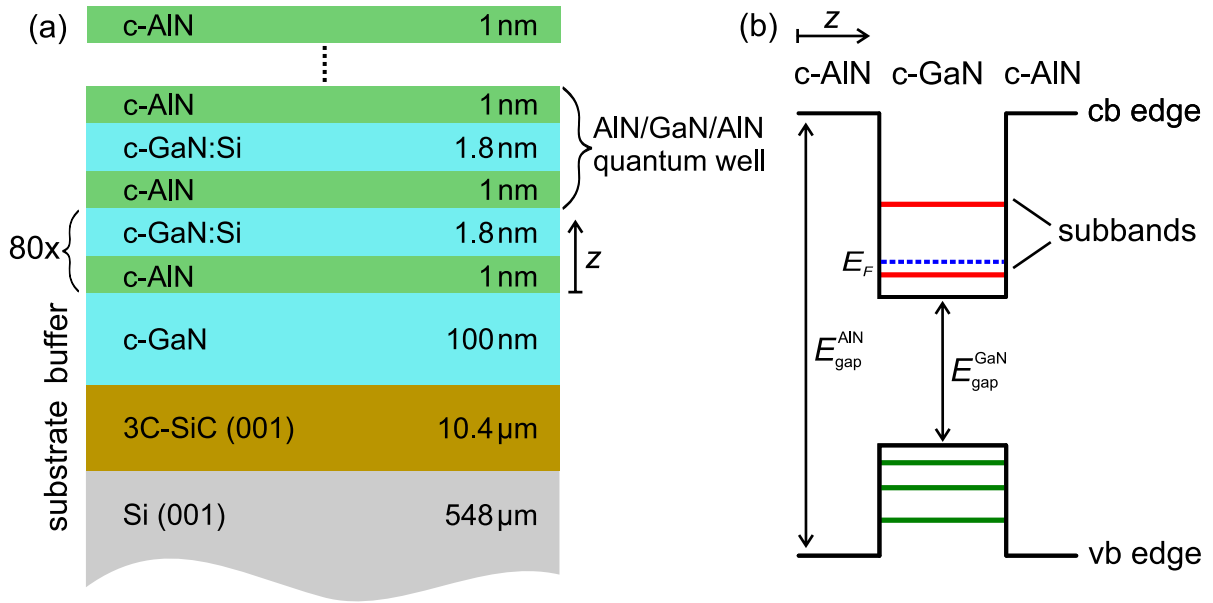 (a)
c-AlN 1 nm
c-AlN 1 nm
c-GaN:Si 1.8 nm
c-AlN 1 nm
AlN/GaN/AlN
quantum well
80x
c-GaN:Si 1.8 nm
c-AlN 1 nm
z
buffer
c-GaN 100 nm
substrate
3C-SiC (001) 10.4 µm
Si (001) 548 µm
(b)
z
c-AlN c-GaN c-AlN
cb edge
subbands
E_F
E_gap^AlN
E_gap^GaN
vb edge